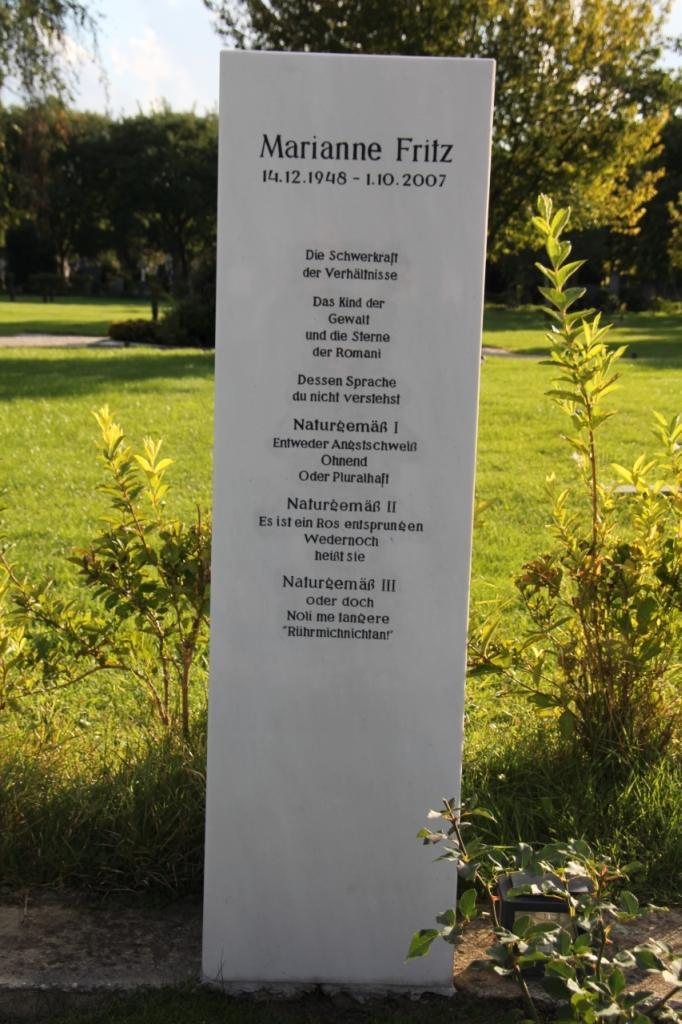 Marianne Fritz
14.12.1948 - 1.10.2007
Die Schwerkraft
der Verhältnisse
Das Kind der
Gewalt
und die Sterne
der Romani
Dessen Sprache
du nicht verstehst
Naturgemäß I
Entweder Angstschweiß
Ohnend
Oder Pluralhaft
Naturgemäß II
Es ist ein Ros entsprungen
Wedernoch
heißt sie
Naturgemäß III
oder doch
Noli me tangere
"Rührmichnichtan!"